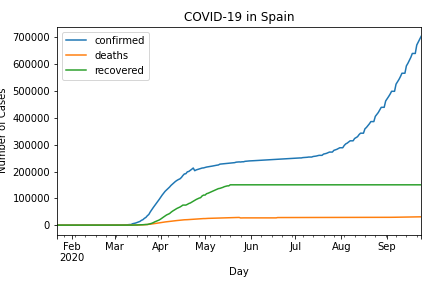 COVID-19 in Spain
confirmed
deaths
recovered
Number of Cases
700000
600000
500000
400000
300000
200000
100000
0
Feb
2020
Mar
Apr
May
Jun
Jul
Aug
Sep
Day